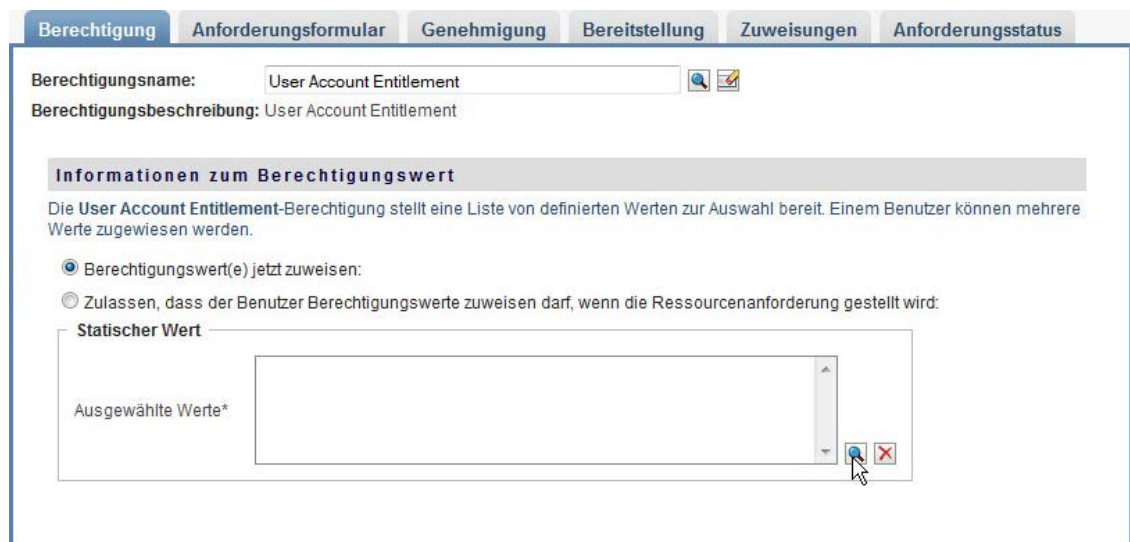 Berechtigung Anforderungsformular Genehmigung Bereitstellung Zuweisungen Anforderungsstatus
Berechtigungsname: User Account Entitlement
Berechtigungsbeschreibung: User Account Entitlement
Informationen zum Berechtigungswert
Die User Account Entitlement-Berechtigung stellt eine Liste von definierten Werten zur Auswahl bereit. Einem Benutzer können mehrere
Werte zugewiesen werden.
Berechtigungswert(e) jetzt zuweisen:
Zulassen, dass der Benutzer Berechtigungswerte zuweisen darf, wenn die Ressourcenanforderung gestellt wird:
Statischer Wert
Ausgewählte Werte*